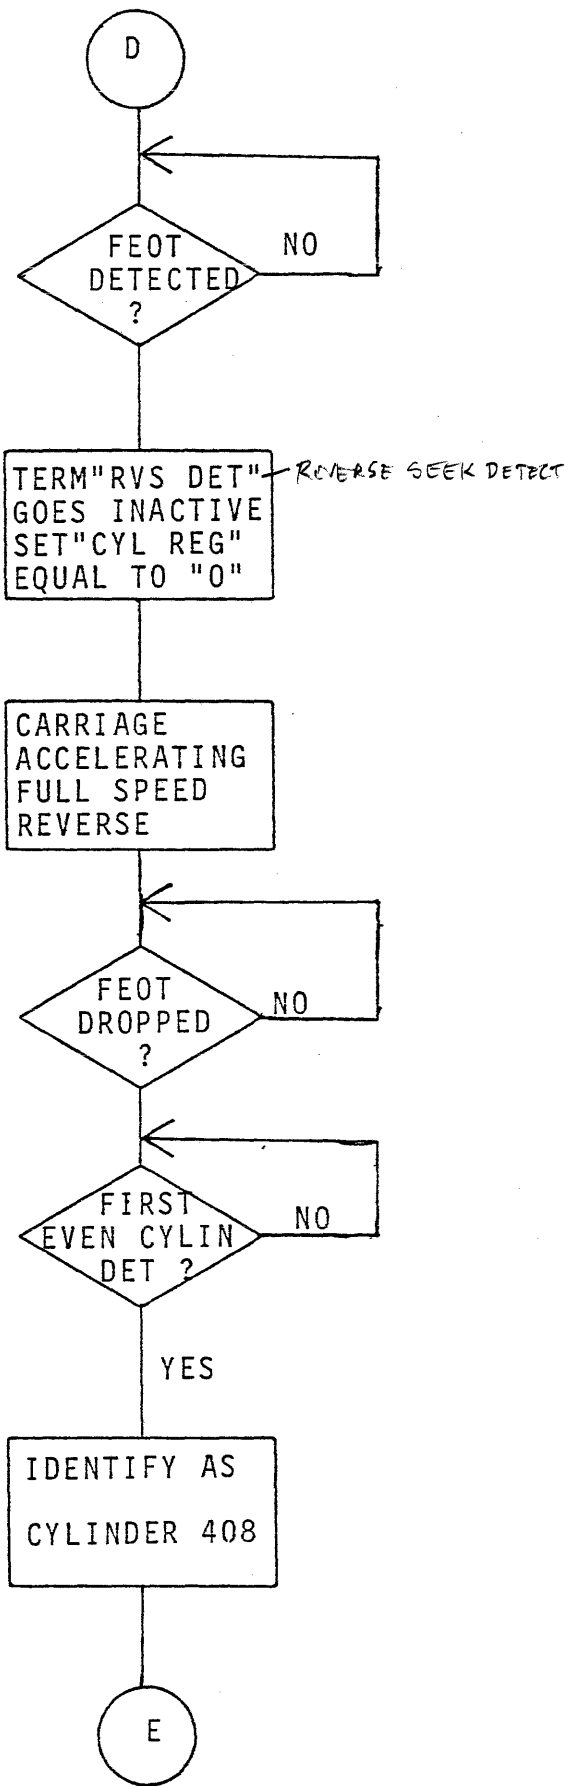 D
FEOT
DETECTED
?
NO
TERM"RVS DET"
REVERSE SEEK DETECT
GOES INACTIVE
SET"CYL REG"
EQUAL TO "0"
CARRIAGE
ACCELERATING
FULL SPEED
REVERSE
FEOT
DROPPED
?
NO
FIRST
EVEN CYLIN
DET ?
NO
YES
IDENTIFY AS
CYLINDER 408
E